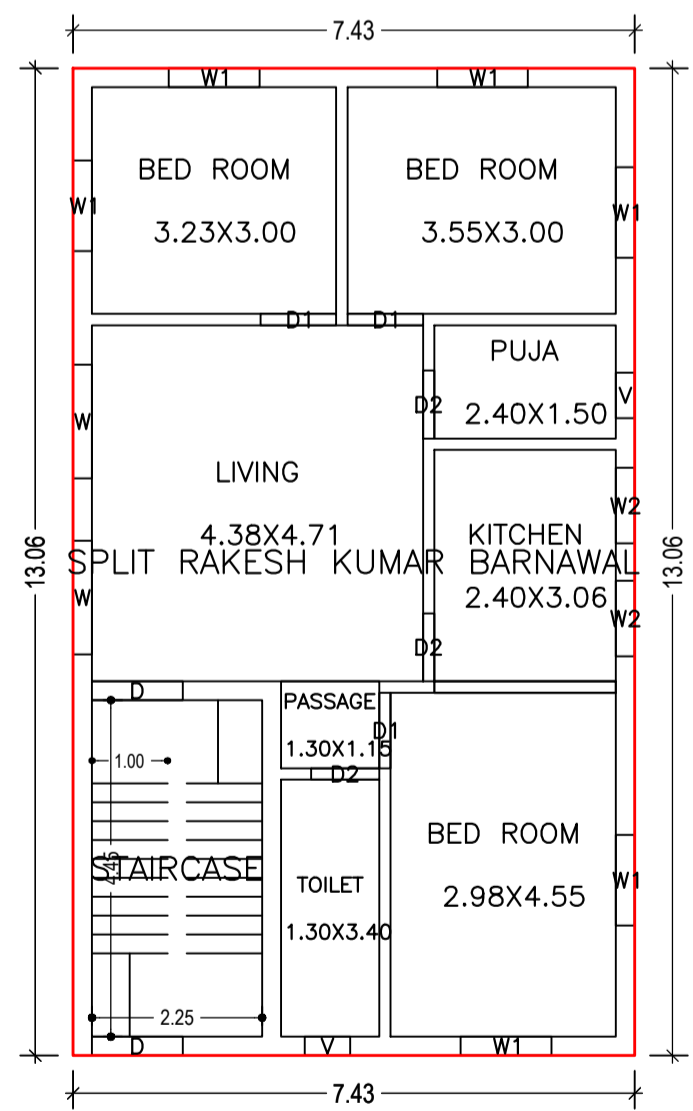 7.43
W1
W1
BED ROOM
BED ROOM
W1
3.23X3.00
3.55X3.00
W1
D1
D1
PUJA
V
D2
2.40X1.50
W
LIVING
W2
4.38X4.71
KITCHEN
13.06
SPLIT RAKESH KUMAR BARNAWAL
13.06
W
2.40X3.06
W2
D2
D
PASSAGE
D1
1.30X1.15
1.00
D2
BED ROOM
STAIRCASE
4.45
TOILET
W1
2.98X4.55
1.30X3.40
2.25
D
V
W1
7.43